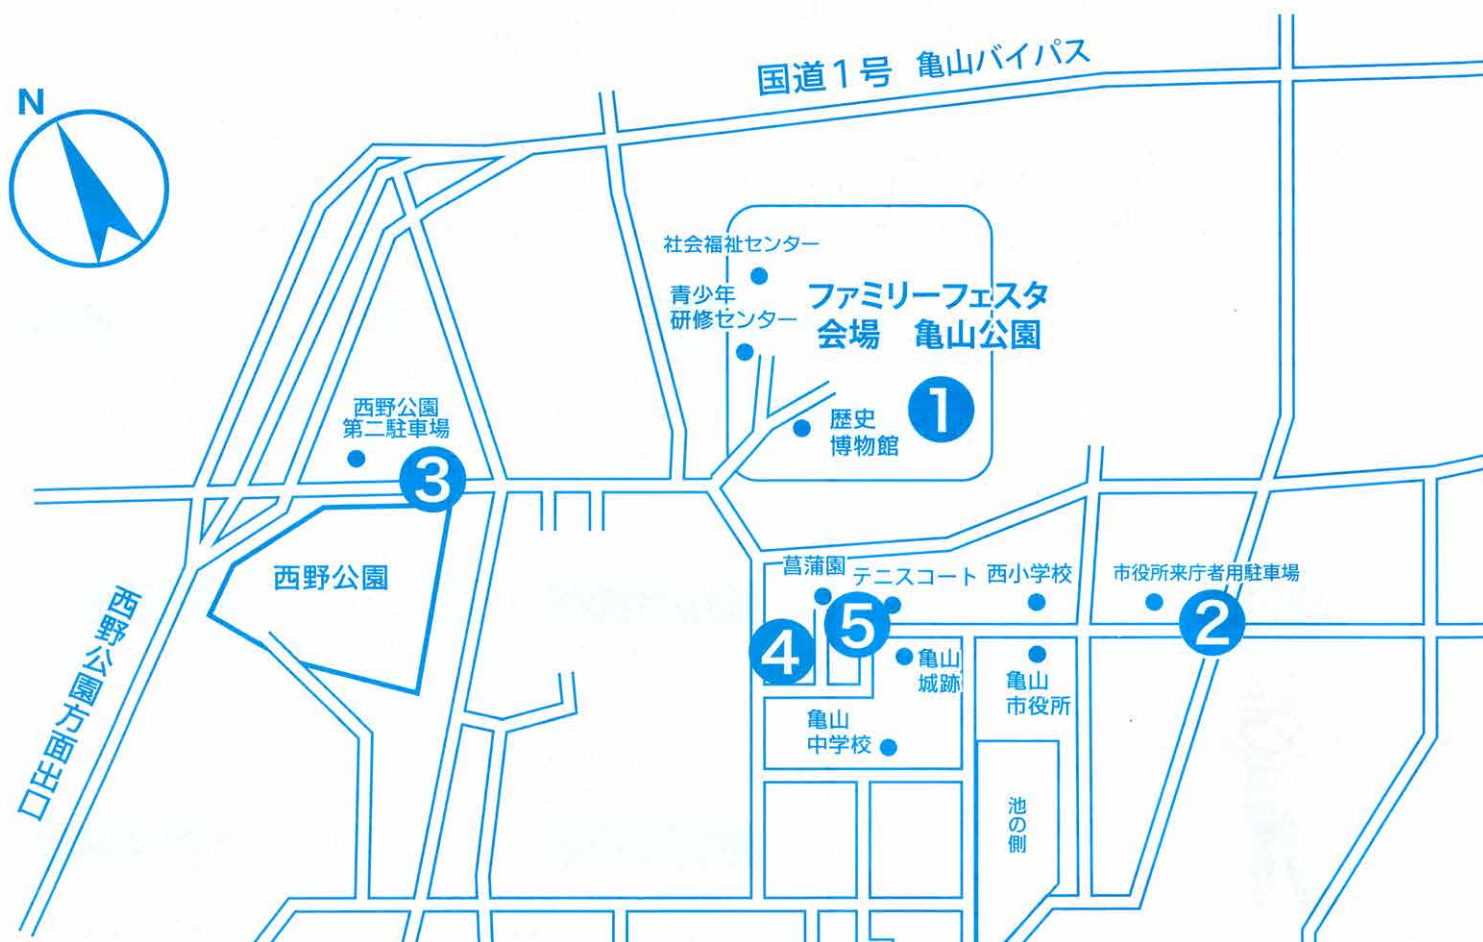 国道1号 亀山バイパス
N
社会福祉センター
青少年
研修センター
ファミリーフェスタ
会場 亀山公園
1
歴史
博物館
西野公園
第二駐車場
3
西野公園
西野公園方面出口
菖蒲園
テニスコート
西小学校
市役所来庁者用駐車場
4
5
2
亀山
城跡
亀山
市役所
亀山
中学校
池の側